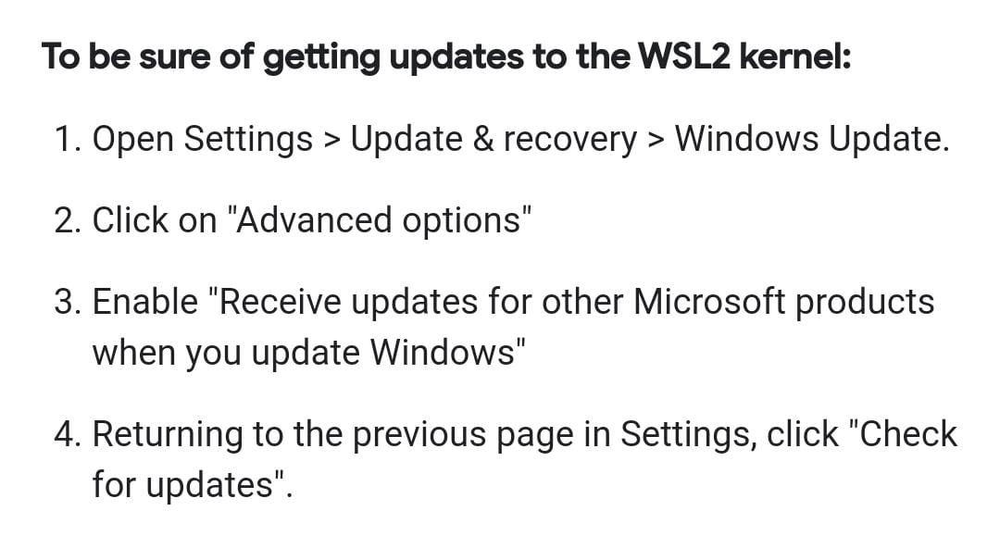 To be sure of getting updates to the WSL2 kernel:
1. Open Settings > Update & recovery > Windows Update.
2. Click on "Advanced options"
3. Enable "Receive updates for other Microsoft products
when you update Windows"
4. Returning to the previous page in Settings, click "Check
for updates".